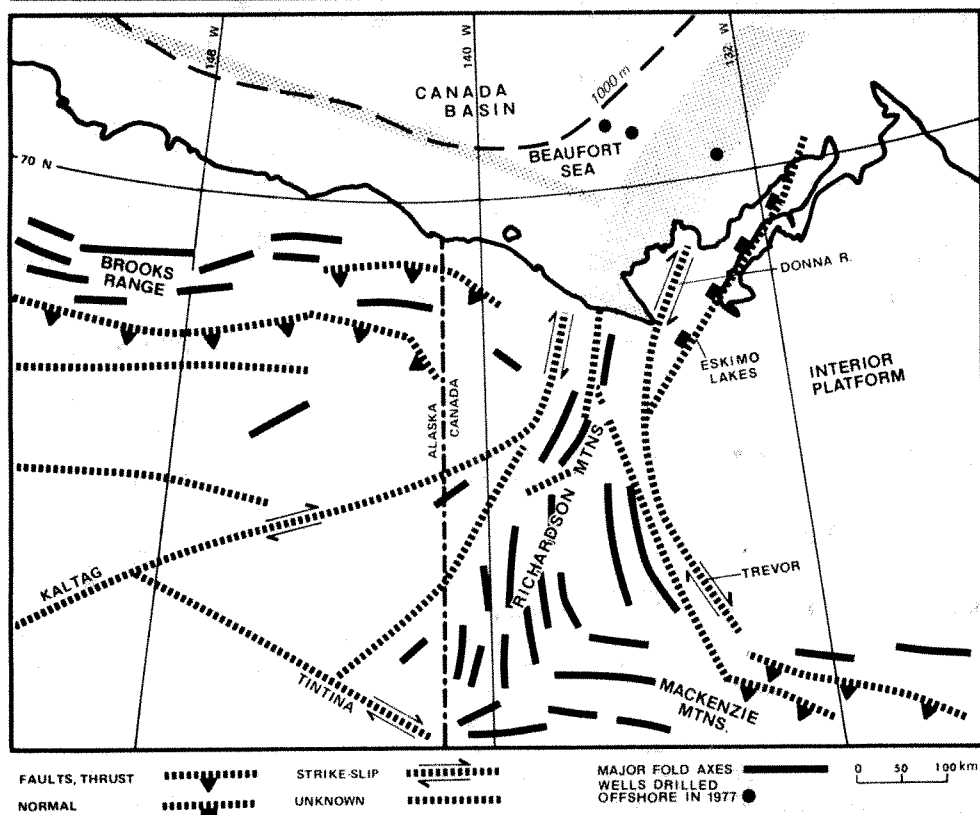 148 W
140 W
132 W
CANADA
BASIN
1000 m
BEAUFORT
SEA
70 N
BROOKS
RANGE
DONNA R.
ESKIMO
LAKES
INTERIOR
PLATFORM
ALASKA
CANADA
RICHARDSON MTNS.
KALTAG
TREVOR
TINTINA
MACKENZIE
MTNS.
FAULTS, THRUST
NORMAL
STRIKE-SLIP
UNKNOWN
MAJOR FOLD AXES
WELLS DRILLED
OFFSHORE IN 1977
0 50 100 km